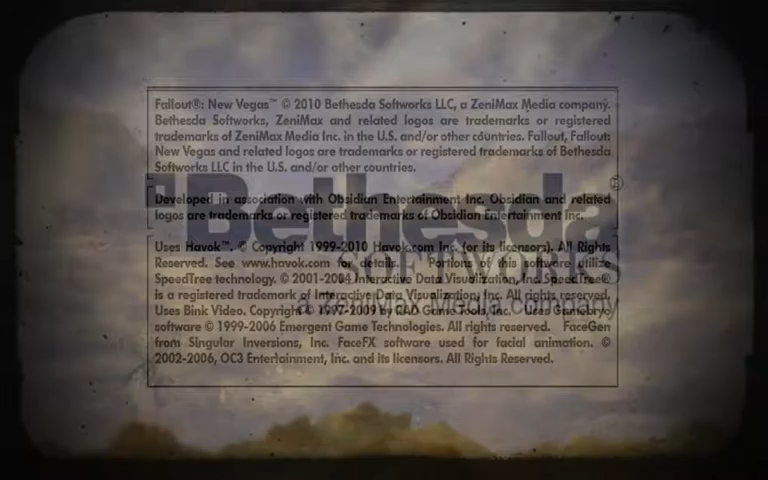 Fallout®: New Vegas™ © 2010 Bethesda Softworks LLC, a ZeniMax Media company.
Bethesda Softworks, ZeniMax and related logos are trademarks or registered
trademarks of ZeniMax Media Inc. in the U.S. and/or other countries. Fallout, Fallout:
New Vegas and related logos are trademarks or registered trademarks of Bethesda
Softworks LLC in the U.S. and/or other countries.
Bethesda®
Developed in association with Obsidian Entertainment Inc. Obsidian and related
logos are trademarks or registered trademarks of Obsidian Entertainment Inc.
Uses Havok™. © Copyright 1999-2010 Havok.com Inc. (or its licensors). All Rights
Reserved. See www.havok.com for details. Portions of this software utilize
SOFTWORKS
SpeedTree technology. © 2001-2004 Interactive Data Visualization, Inc. SpeedTree®
is a registered trademark of Interactive Data Visualization, Inc. All rights reserved.
a ZeniMax Media company
Uses Bink Video. Copyright © 1997-2009 by RAD Game Tools, Inc. Uses Gamebryo
software © 1999-2006 Emergent Game Technologies. All rights reserved. FaceGen
from Singular Inversions, Inc. FaceFX software used for facial animation. ©
2002-2006, OC3 Entertainment, Inc. and its licensors. All Rights Reserved.